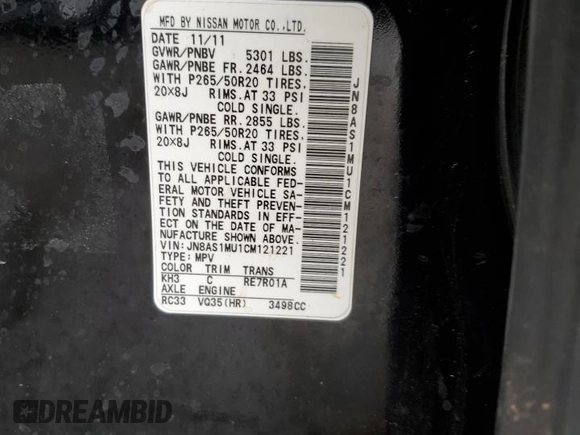 MFD BY NISSAN MOTOR CO.,LTD.
DATE 11/11
GVWR/PNBV 5301 LBS.
GAWR/PNBE FR. 2464 LBS.
WITH P265/50R20 TIRES.
20X8J RIMS.AT 33 PSI
COLD SINGLE.
GAWR/PNBE RR. 2855 LBS.
WITH P265/50R20 TIRES.
20X8J RIMS.AT 33 PSI
COLD SINGLE.
THIS VEHICLE CONFORMS
TO ALL APPLICABLE FED-
ERAL MOTOR VEHICLE SA-
FETY AND THEFT PREVEN-
TION STANDARDS IN EFF-
ECT ON THE DATE OF MA-
NUFACTURE SHOWN ABOVE.
VIN: JN8AS1MU1CM121221
TYPE: MPV
COLOR TRIM TRANS
KH3 C RE7R01A
AXLE ENGINE
RC33 VQ35(HR) 3498CC
JN8AS1MU1CM121221
DREAMBID